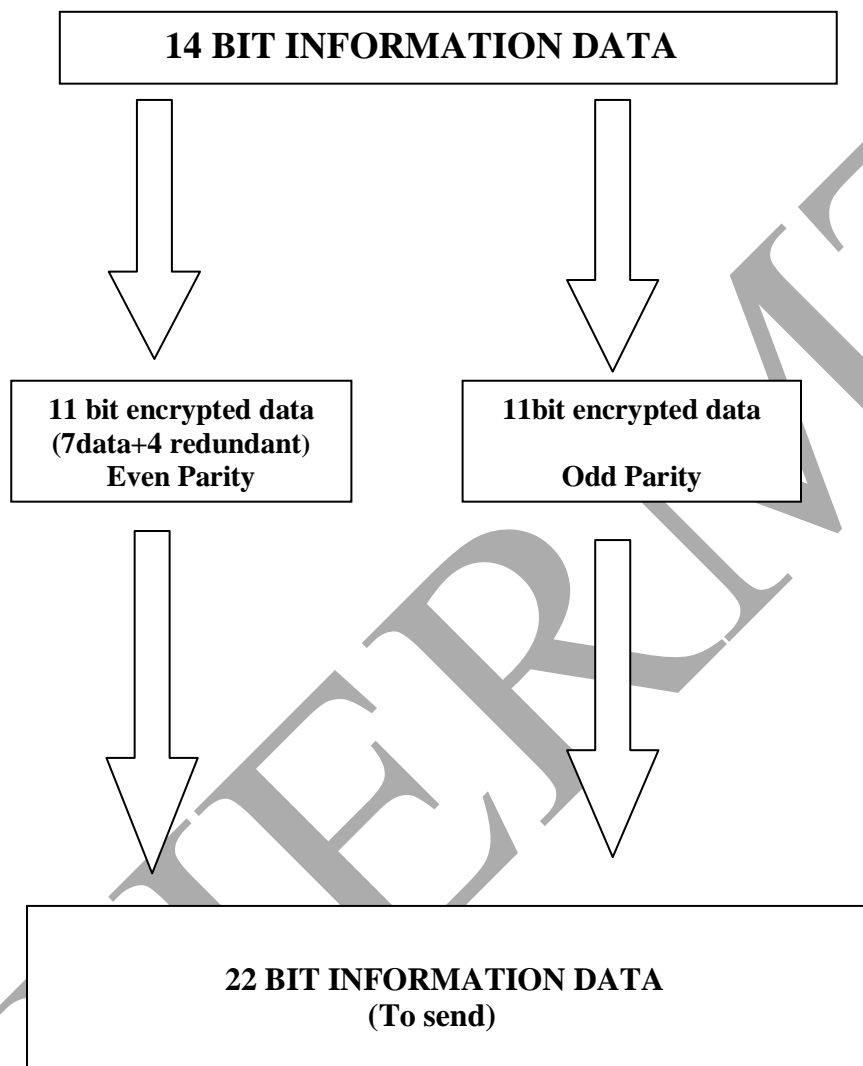 14 BIT INFORMATION DATA
11 bit encrypted data
(7data+4 redundant)
Even Parity
11bit encrypted data
Odd Parity
22 BIT INFORMATION DATA
(To send)